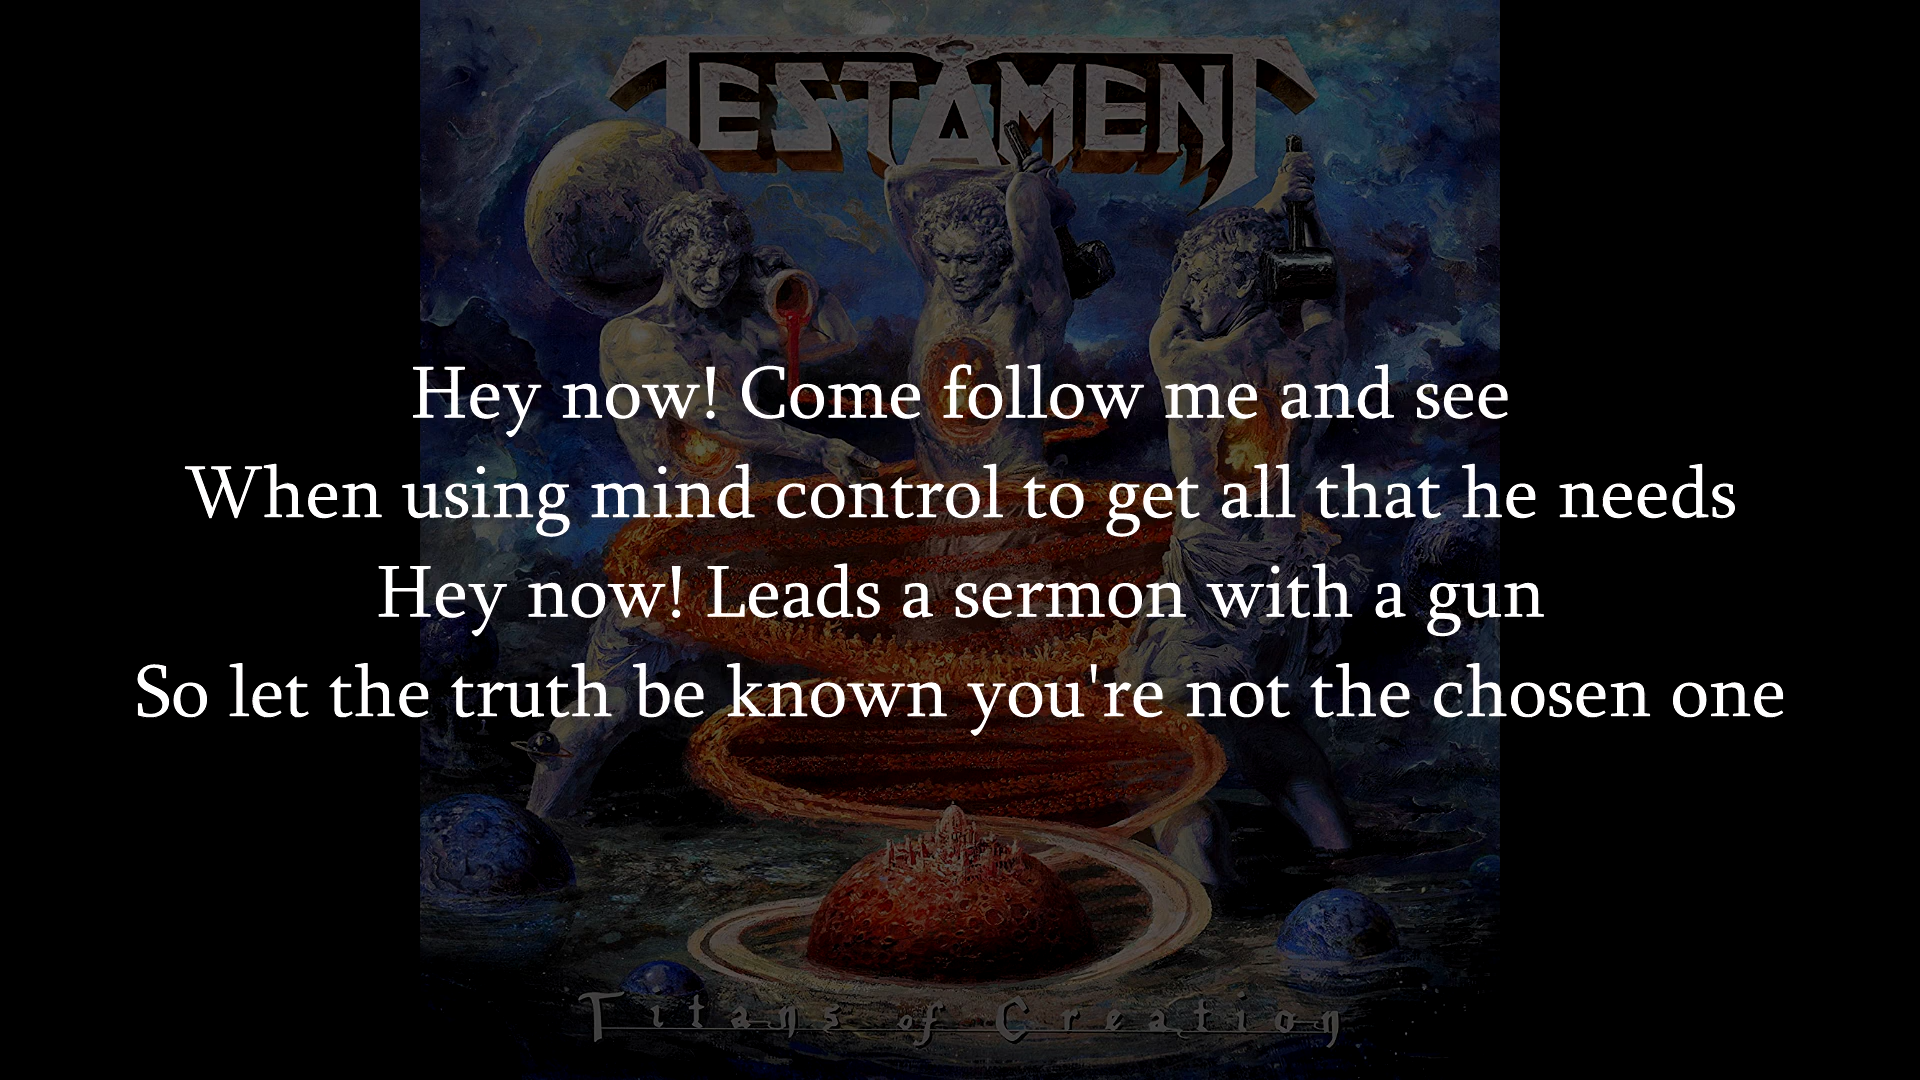 TESTAMENT
Hey now! Come follow me and see
When using mind control to get all that he needs
Hey now! Leads a sermon with a gun
So let the truth be known you're not the chosen one
Titans of Creation